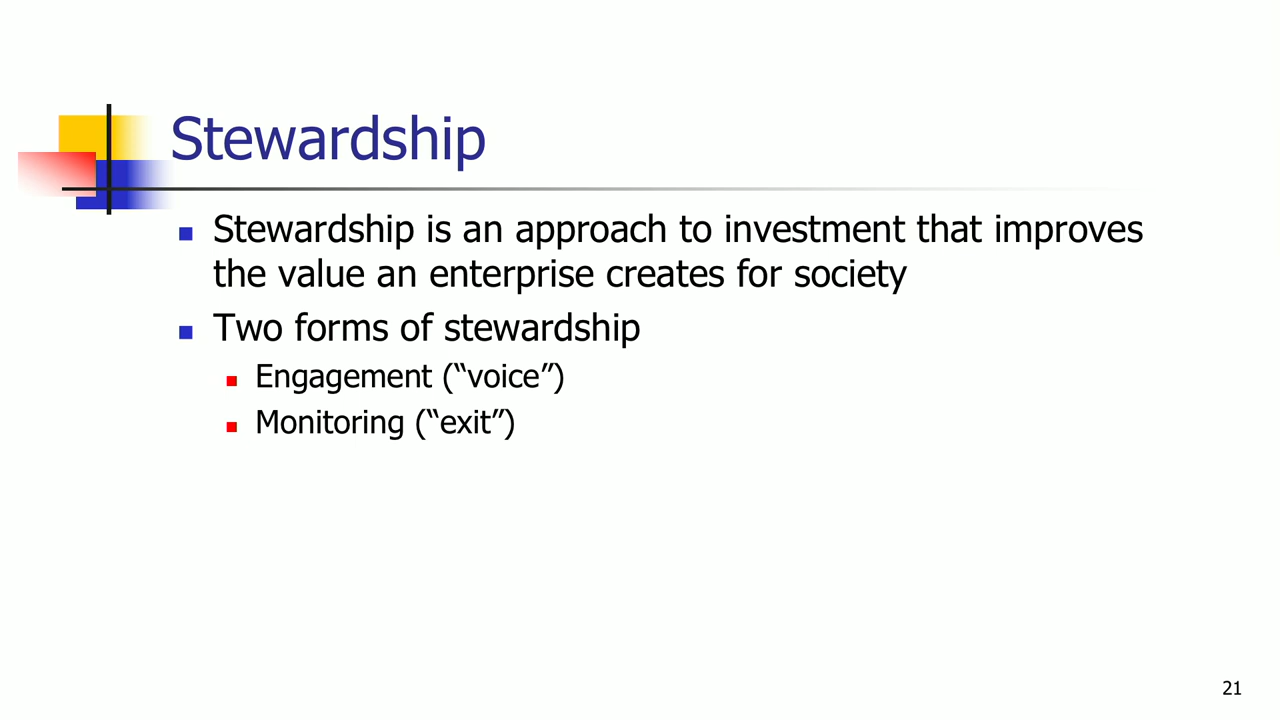 Stewardship
Stewardship is an approach to investment that improves
the value an enterprise creates for society
Two forms of stewardship
Engagement (“voice”)
Monitoring (“exit”)
21